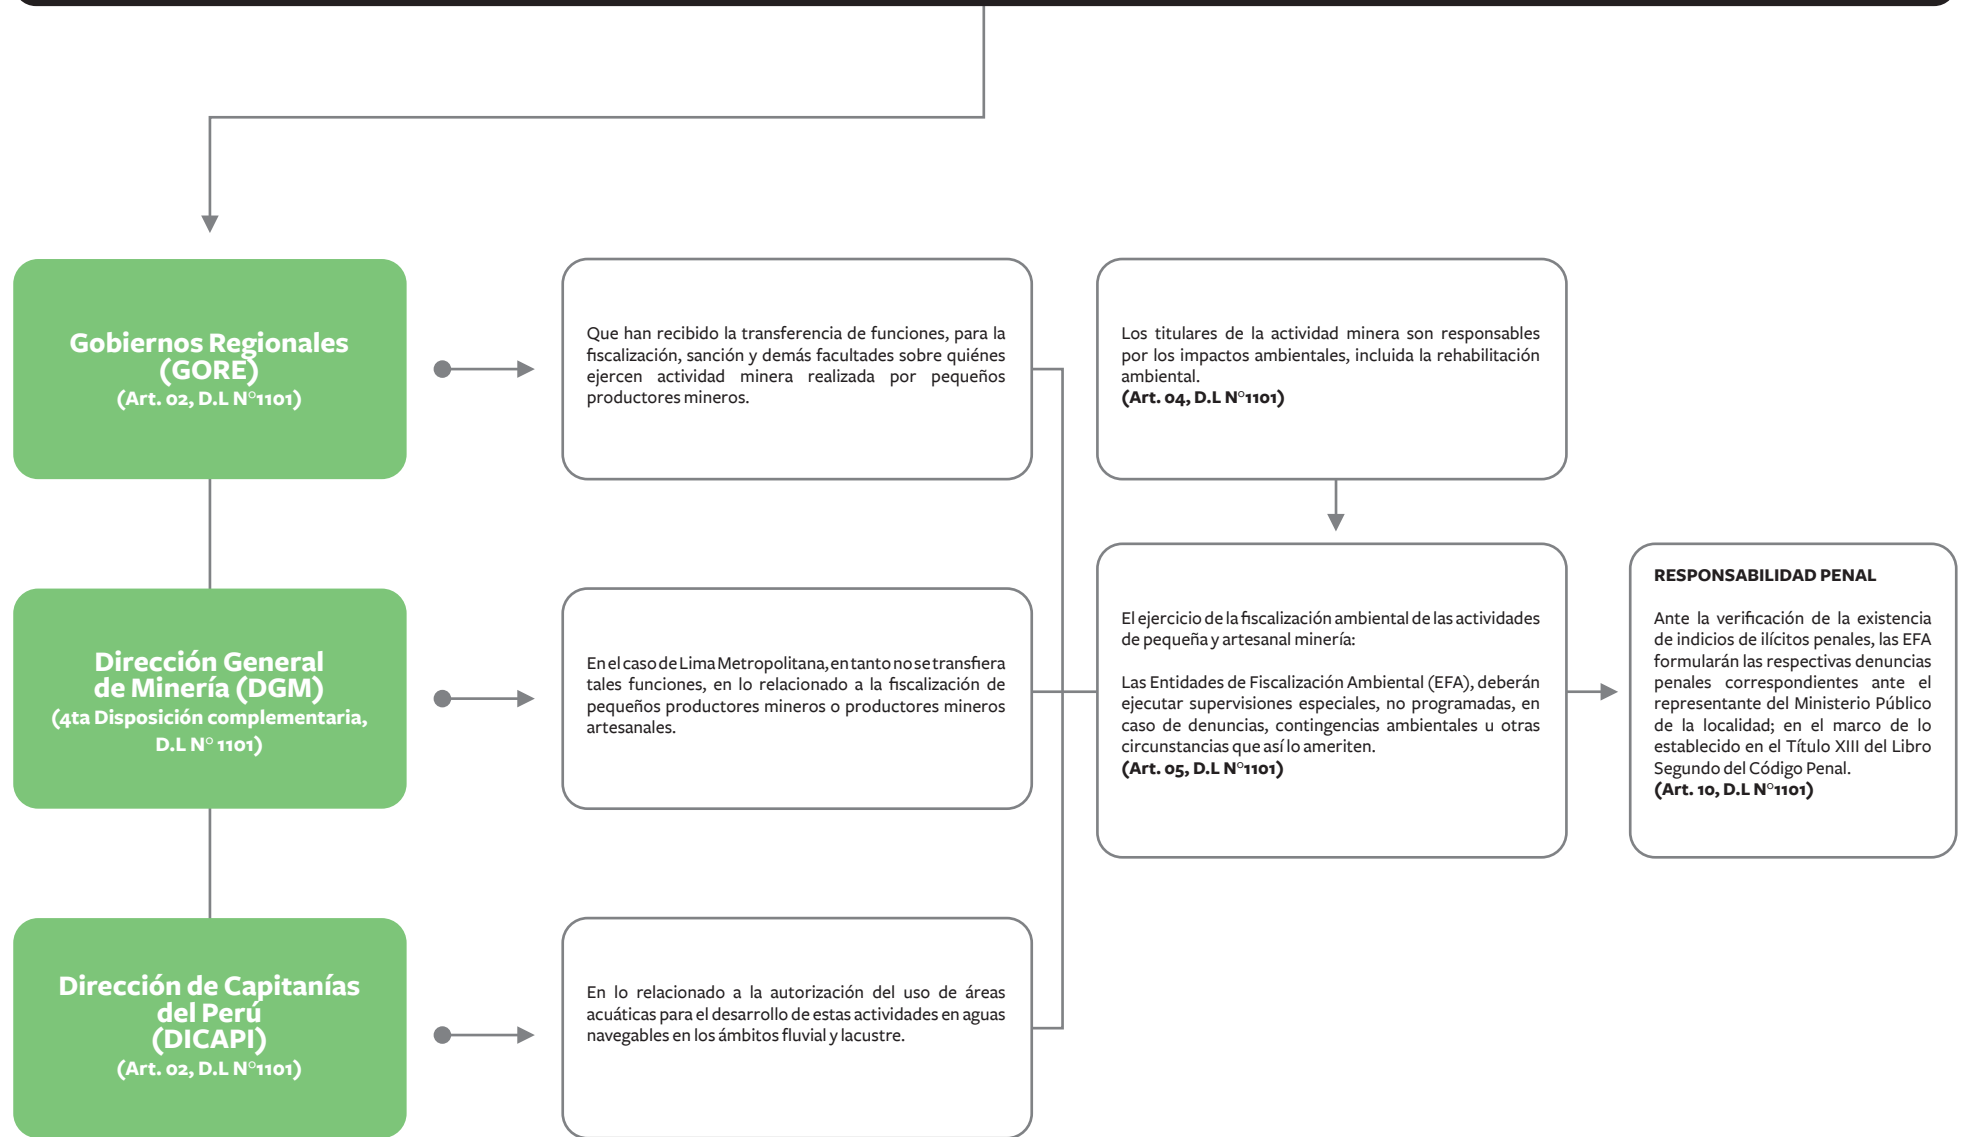 Gobiernos Regionales
(GORE)
(Art. 02, D.L N°1101)
Que han recibido la transferencia de funciones, para la
fiscalización, sanción y demás facultades sobre quiénes
ejercen actividad minera realizada por pequeños
productores mineros.
Los titulares de la actividad minera son responsables
por los impactos ambientales, incluida la rehabilitación
ambiental.
(Art. 04, D.L N°1101)
Dirección General
de Minería (DGM)
(4ta Disposición complementaria,
D.L N° 1101)
En el caso de Lima Metropolitana, en tanto no se transfiera
tales funciones, en lo relacionado a la fiscalización de
pequeños productores mineros o productores mineros
artesanales.
El ejercicio de la fiscalización ambiental de las actividades
de pequeña y artesanal minería:
Las Entidades de Fiscalización Ambiental (EFA), deberán
ejecutar supervisiones especiales, no programadas, en
caso de denuncias, contingencias ambientales u otras
circunstancias que así lo ameriten.
(Art. 05, D.L N°1101)
RESPONSABILIDAD PENAL
Ante la verificación de la existencia
de indicios de ilícitos penales, las EFA
formularán las respectivas denuncias
penales correspondientes ante el
representante del Ministerio Público
de la localidad; en el marco de lo
establecido en el Título XIII del Libro
Segundo del Código Penal.
(Art. 10, D.L N°1101)
Dirección de Capitanías
del Perú
(DICAPI)
(Art. 02, D.L N°1101)
En lo relacionado a la autorización del uso de áreas
acuáticas para el desarrollo de estas actividades en aguas
navegables en los ámbitos fluvial y lacustre.